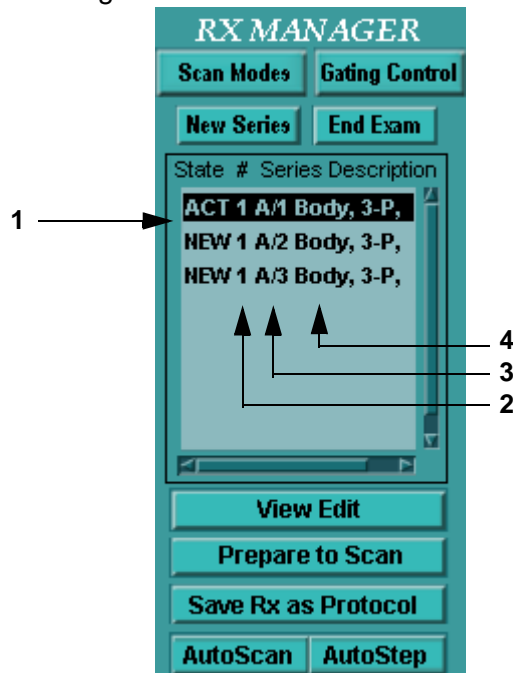 RX MANAGER
Scan Modes Gating Control
New Series End Exam
State # Series Description
1
ACT 1 A/1 Body, 3-P,
NEW 1 A/2 Body, 3-P,
NEW 1 A/3 Body, 3-P,
4
3
2
View Edit
Prepare to Scan
Save Rx as Protocol
AutoScan AutoStep